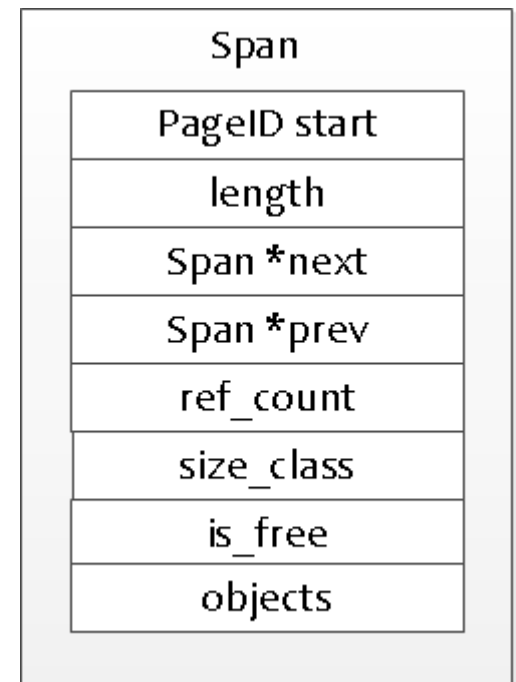 Span
PageID start
length
Span *next
Span *prev
ref_count
size_class
is_free
objects